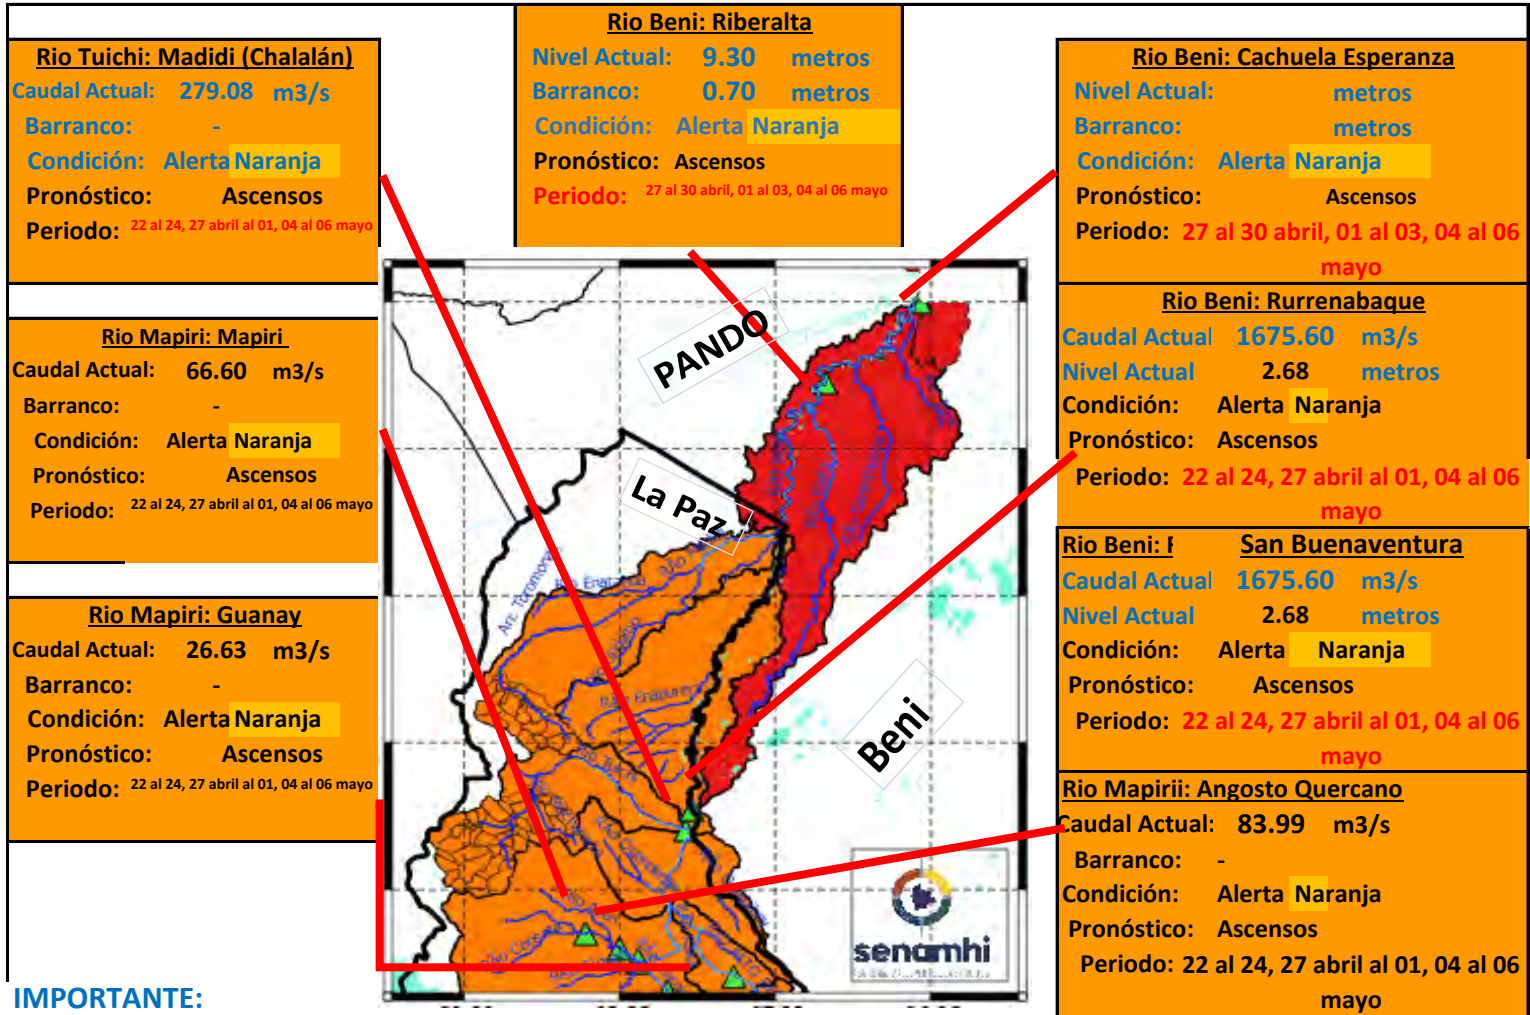 Rio Tuichi: Madidi (Chalalán)
Caudal Actual: 279.08 m3/s
Barranco: -
Condición: Alerta Naranja
Pronóstico: Ascensos
Periodo: 22 al 24, 27 abril al 01, 04 al 06 mayo
Rio Mapiri: Mapiri
Caudal Actual: 66.60 m3/s
Barranco: -
Condición: Alerta Naranja
Pronóstico: Ascensos
Periodo: 22 al 24, 27 abril al 01, 04 al 06 mayo
Rio Mapiri: Guanay
Caudal Actual: 26.63 m3/s
Barranco: -
Condición: Alerta Naranja
Pronóstico: Ascensos
Periodo: 22 al 24, 27 abril al 01, 04 al 06 mayo
IMPORTANTE:
Rio Beni: Riberalta
Nivel Actual: 9.30 metros
Barranco: 0.70 metros
Condición: Alerta Naranja
Pronóstico: Ascensos
Periodo: 27 al 30 abril, 01 al 03, 04 al 06 mayo
PANDO
La Paz
Beni
senamhi
Rio Beni: Cachuela Esperanza
Nivel Actual: metros
Barranco: metros
Condición: Alerta Naranja
Pronóstico: Ascensos
Periodo: 27 al 30 abril, 01 al 03, 04 al 06
mayo
Rio Beni: Rurrenabaque
Caudal Actual 1675.60 m3/s
Nivel Actual 2.68 metros
Condición: Alerta Naranja
Pronóstico: Ascensos
Periodo: 22 al 24, 27 abril al 01, 04 al 06
mayo
Rio Beni: San Buenaventura
Caudal Actual 1675.60 m3/s
Nivel Actual 2.68 metros
Condición: Alerta Naranja
Pronóstico: Ascensos
Periodo: 22 al 24, 27 abril al 01, 04 al 06
mayo
Rio Mapirii: Angosto Quercano
Caudal Actual: 83.99 m3/s
Barranco: -
Condición: Alerta Naranja
Pronóstico: Ascensos
Periodo: 22 al 24, 27 abril al 01, 04 al 06
mayo